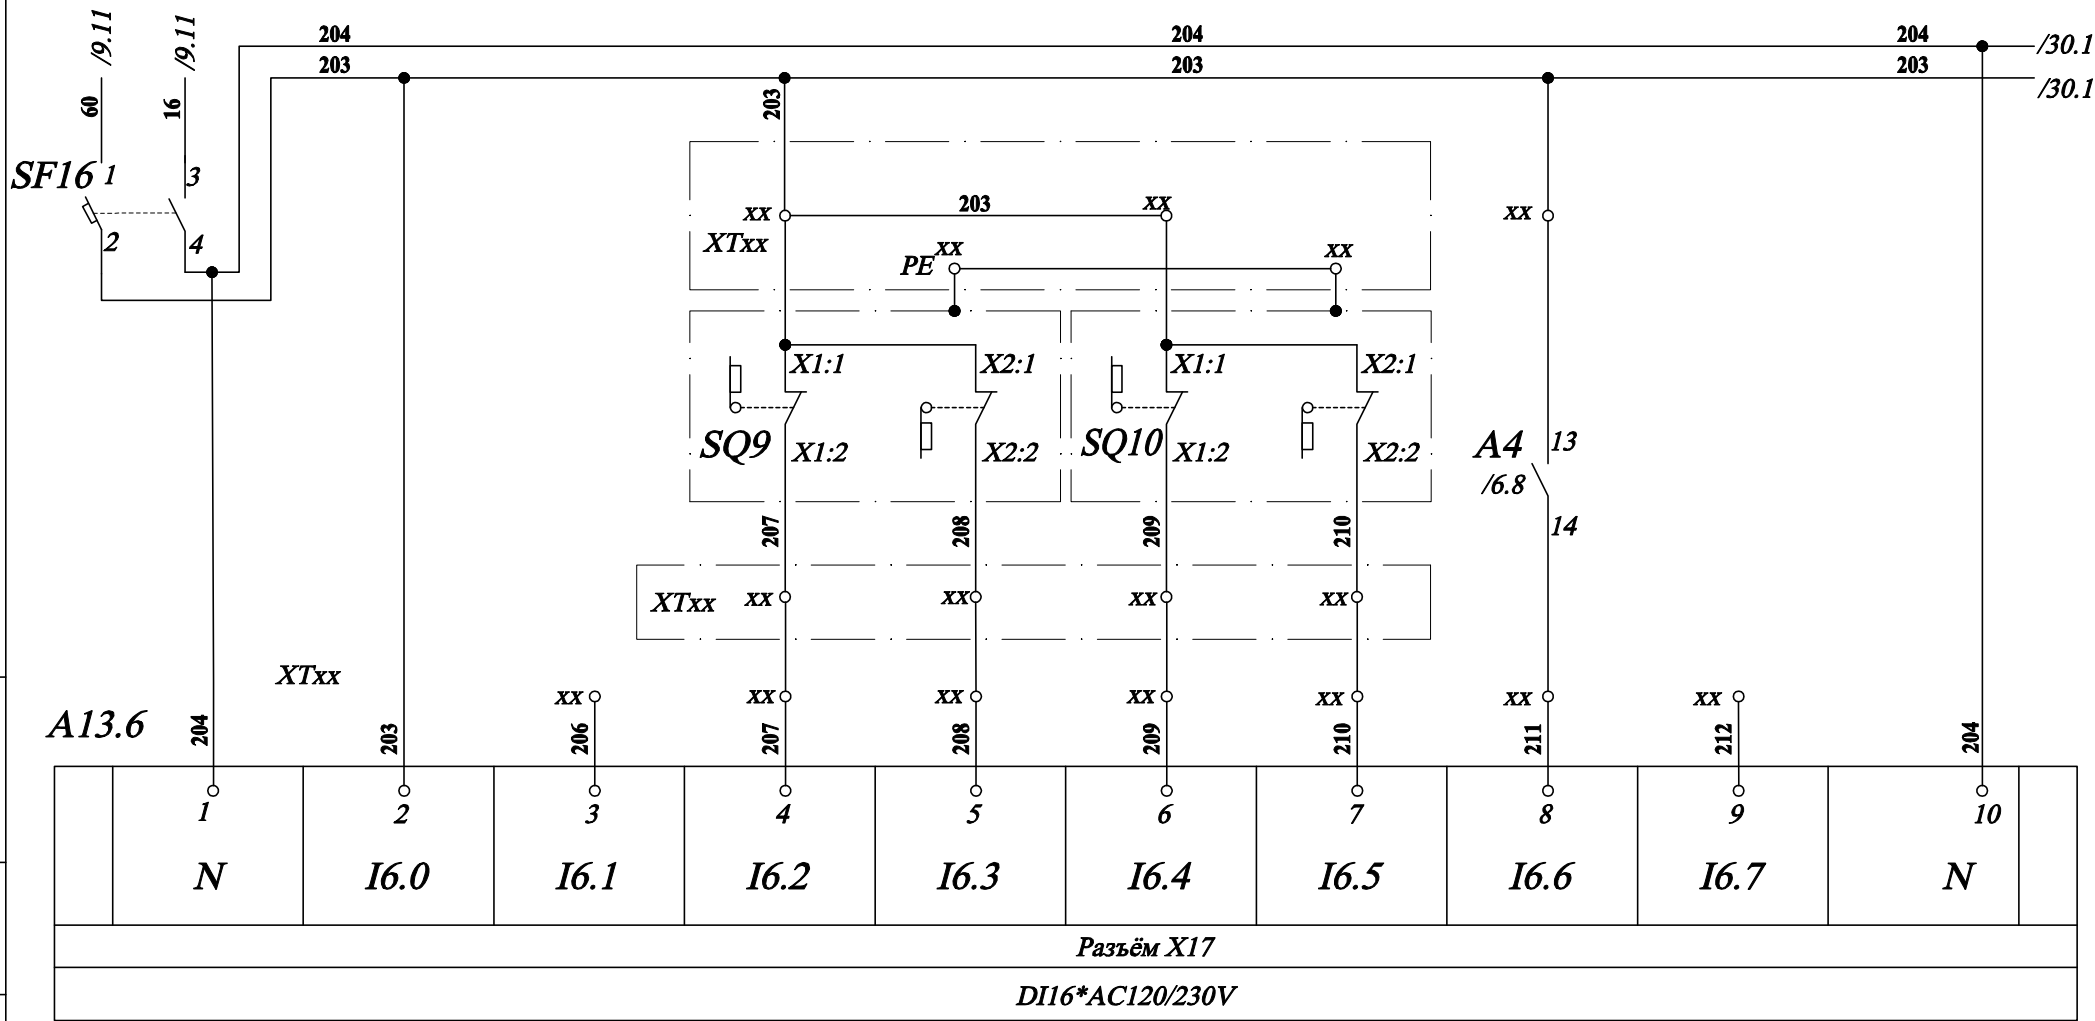 /9.11 /9.11
204 204 204 /30.1
203 203 203 /30.1
60 16 203
SF16 1 3
2 4
xx 203 xx xx
XTxx
PE xx xx
X1:1 X2:1 X1:1 X2:1
SQ9 SQ10 A4 13
X1:2 X2:2 X1:2 X2:2
/6.8
14
207 208 209 210
XTxx xx xx xx xx
XTxx
xx xx xx xx xx xx xx
A13.6
204 203 206 207 208 209 210 211 212 204
1 2 3 4 5 6 7 8 9 10
N I6.0 I6.1 I6.2 I6.3 I6.4 I6.5 I6.6 I6.7 N
Разъём X17
DI16*AC120/230V